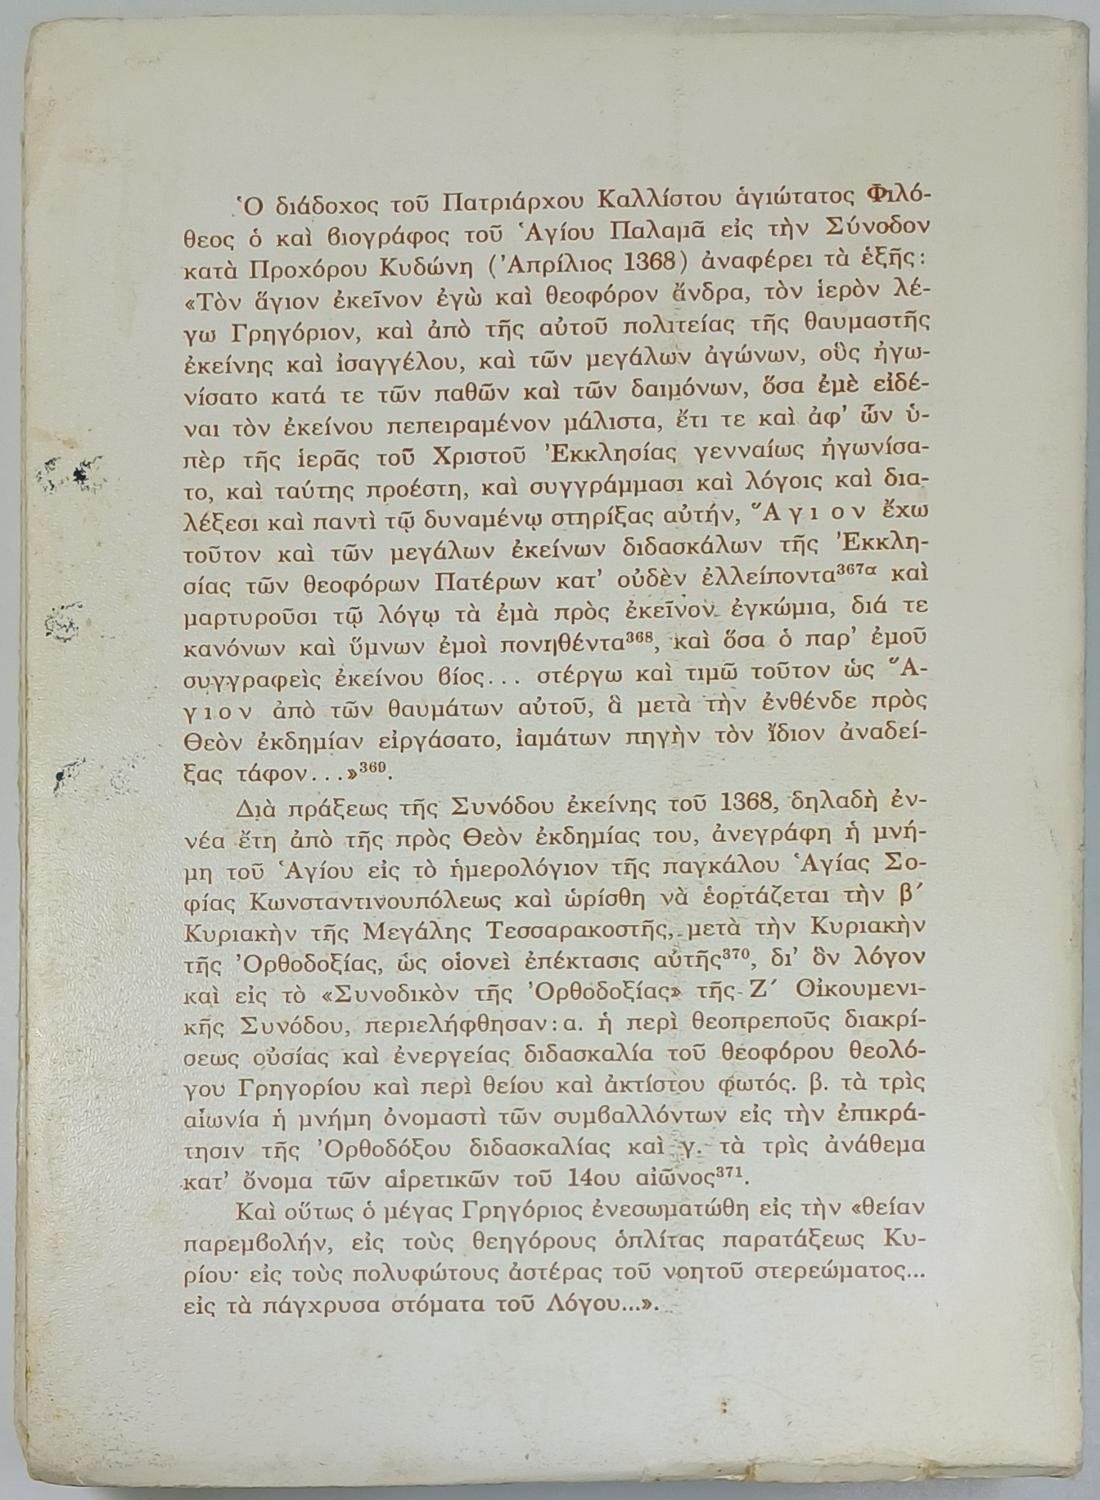 Ὁ διάδοχος τοῦ Πατριάρχου Καλλίστου ἁγιώτατος Φιλό-
θεος ὁ καὶ βιογράφος τοῦ Ἁγίου Παλαμᾶ εἰς τὴν Σύνοδον
κατὰ Προχόρου Κυδώνη (Ἀπρίλιος 1368) ἀναφέρει τὰ ἑξῆς:
«Τὸν ἅγιον ἐκεῖνον ἐγὼ καὶ θεοφόρον ἄνδρα, τὸν ἱερὸν λέ-
γω Γρηγόριον, καὶ ἀπὸ τῆς αὐτοῦ πολιτείας τῆς θαυμαστῆς
ἐκείνης καὶ ἰσαγγέλου, καὶ τῶν μεγάλων ἀγώνων, οὓς ἠγω-
νίσατο κατά τε τῶν παθῶν καὶ τῶν δαιμόνων, ὅσα ἐμὲ εἰδέ-
ναι τὸν ἐκείνου πεπειραμένον μάλιστα, ἔτι τε καὶ ἀφ' ὧν ὑ-
πὲρ τῆς ἱερᾶς τοῦ Χριστοῦ Ἐκκλησίας γενναίως ἠγωνίσα-
το, καὶ ταύτης προέστη, καὶ συγγράμμασι καὶ λόγοις καὶ δια-
λέξεσι καὶ παντὶ τῷ δυναμένῳ στηρίξας αὐτήν, Ἅ γ ι ο ν ἔχω
τοῦτον καὶ τῶν μεγάλων ἐκείνων διδασκάλων τῆς Ἐκκλη-
σίας τῶν θεοφόρων Πατέρων κατ' οὐδὲν ἐλλείποντα³⁶⁷ᵅ καὶ
μαρτυροῦσι τῷ λόγῳ τὰ ἐμὰ πρὸς ἐκεῖνον ἐγκώμια, διά τε
κανόνων καὶ ὕμνων ἐμοὶ πονηθέντα³⁶⁸, καὶ ὅσα ὁ παρ' ἐμοῦ
συγγραφεὶς ἐκείνου βίος... στέργω καὶ τιμῶ τοῦτον ὡς Ἅ-
γ ι ο ν ἀπὸ τῶν θαυμάτων αὐτοῦ, ἃ μετὰ τὴν ἐνθένδε πρὸς
Θεὸν ἐκδημίαν εἰργάσατο, ἰαμάτων πηγὴν τὸν ἴδιον ἀναδεί-
ξας τάφον...»³⁶⁹.
Διὰ πράξεως τῆς Συνόδου ἐκείνης τοῦ 1368, δηλαδὴ ἐν-
νέα ἔτη ἀπὸ τῆς πρὸς Θεὸν ἐκδημίας του, ἀνεγράφη ἡ μνή-
μη τοῦ Ἁγίου εἰς τὸ ἡμερολόγιον τῆς παγκάλου Ἁγίας Σο-
φίας Κωνσταντινουπόλεως καὶ ὡρίσθη νὰ ἑορτάζεται τὴν β´
Κυριακὴν τῆς Μεγάλης Τεσσαρακοστῆς, μετὰ τὴν Κυριακὴν
τῆς Ὀρθοδοξίας, ὡς οἱονεὶ ἐπέκτασις αὐτῆς³⁷⁰, δι' ὃν λόγον
καὶ εἰς τὸ «Συνοδικὸν τῆς Ὀρθοδοξίας» τῆς Ζ´ Οἰκουμενι-
κῆς Συνόδου, περιελήφθησαν: α. ἡ περὶ θεοπρεποῦς διακρί-
σεως οὐσίας καὶ ἐνεργείας διδασκαλία τοῦ θεοφόρου θεολό-
γου Γρηγορίου καὶ περὶ θείου καὶ ἀκτίστου φωτός. β. τὰ τρὶς
αἰωνία ἡ μνήμη ὀνομαστὶ τῶν συμβαλλόντων εἰς τὴν ἐπικρά-
τησιν τῆς Ὀρθοδόξου διδασκαλίας καὶ γ. τὰ τρὶς ἀνάθεμα
κατ' ὄνομα τῶν αἱρετικῶν τοῦ 14ου αἰῶνος³⁷¹.
Καὶ οὕτως ὁ μέγας Γρηγόριος ἐνεσωματώθη εἰς τὴν «θείαν
παρεμβολήν, εἰς τοὺς θεηγόρους ὁπλίτας παρατάξεως Κυ-
ρίου· εἰς τοὺς πολυφώτους ἀστέρας τοῦ νοητοῦ στερεώματος...
εἰς τὰ πάγχρυσα στόματα τοῦ Λόγου...».